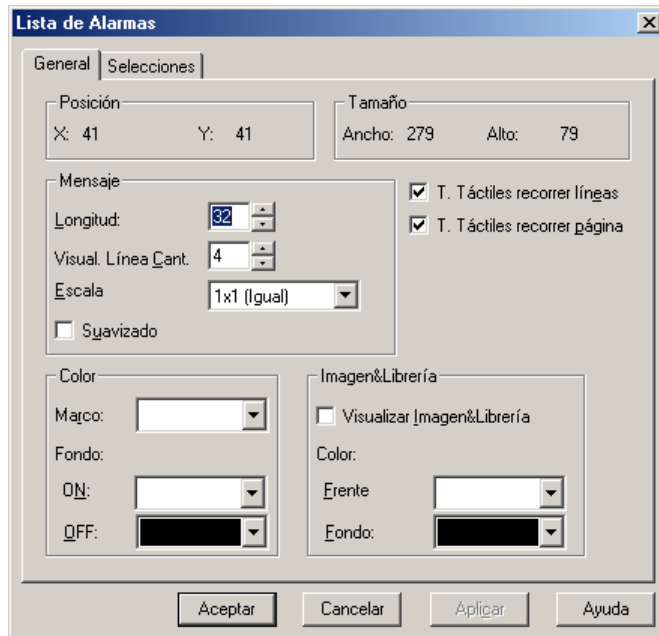 Lista de Alarmas
General Selecciones
Posición Tamaño
X: 41 Y: 41 Ancho: 279 Alto: 79
Mensaje
T. Táctiles recorrer líneas
Longitud: 32
T. Táctiles recorrer página
Visual. Línea Cant. 4
Escala 1x1 (Igual)
Suavizado
Color Imagen&Librería
Marco: Visualizar Imagen&Librería
Fondo: Color:
ON: Frente
OFF: Fondo:
Aceptar Cancelar Aplicar Ayuda